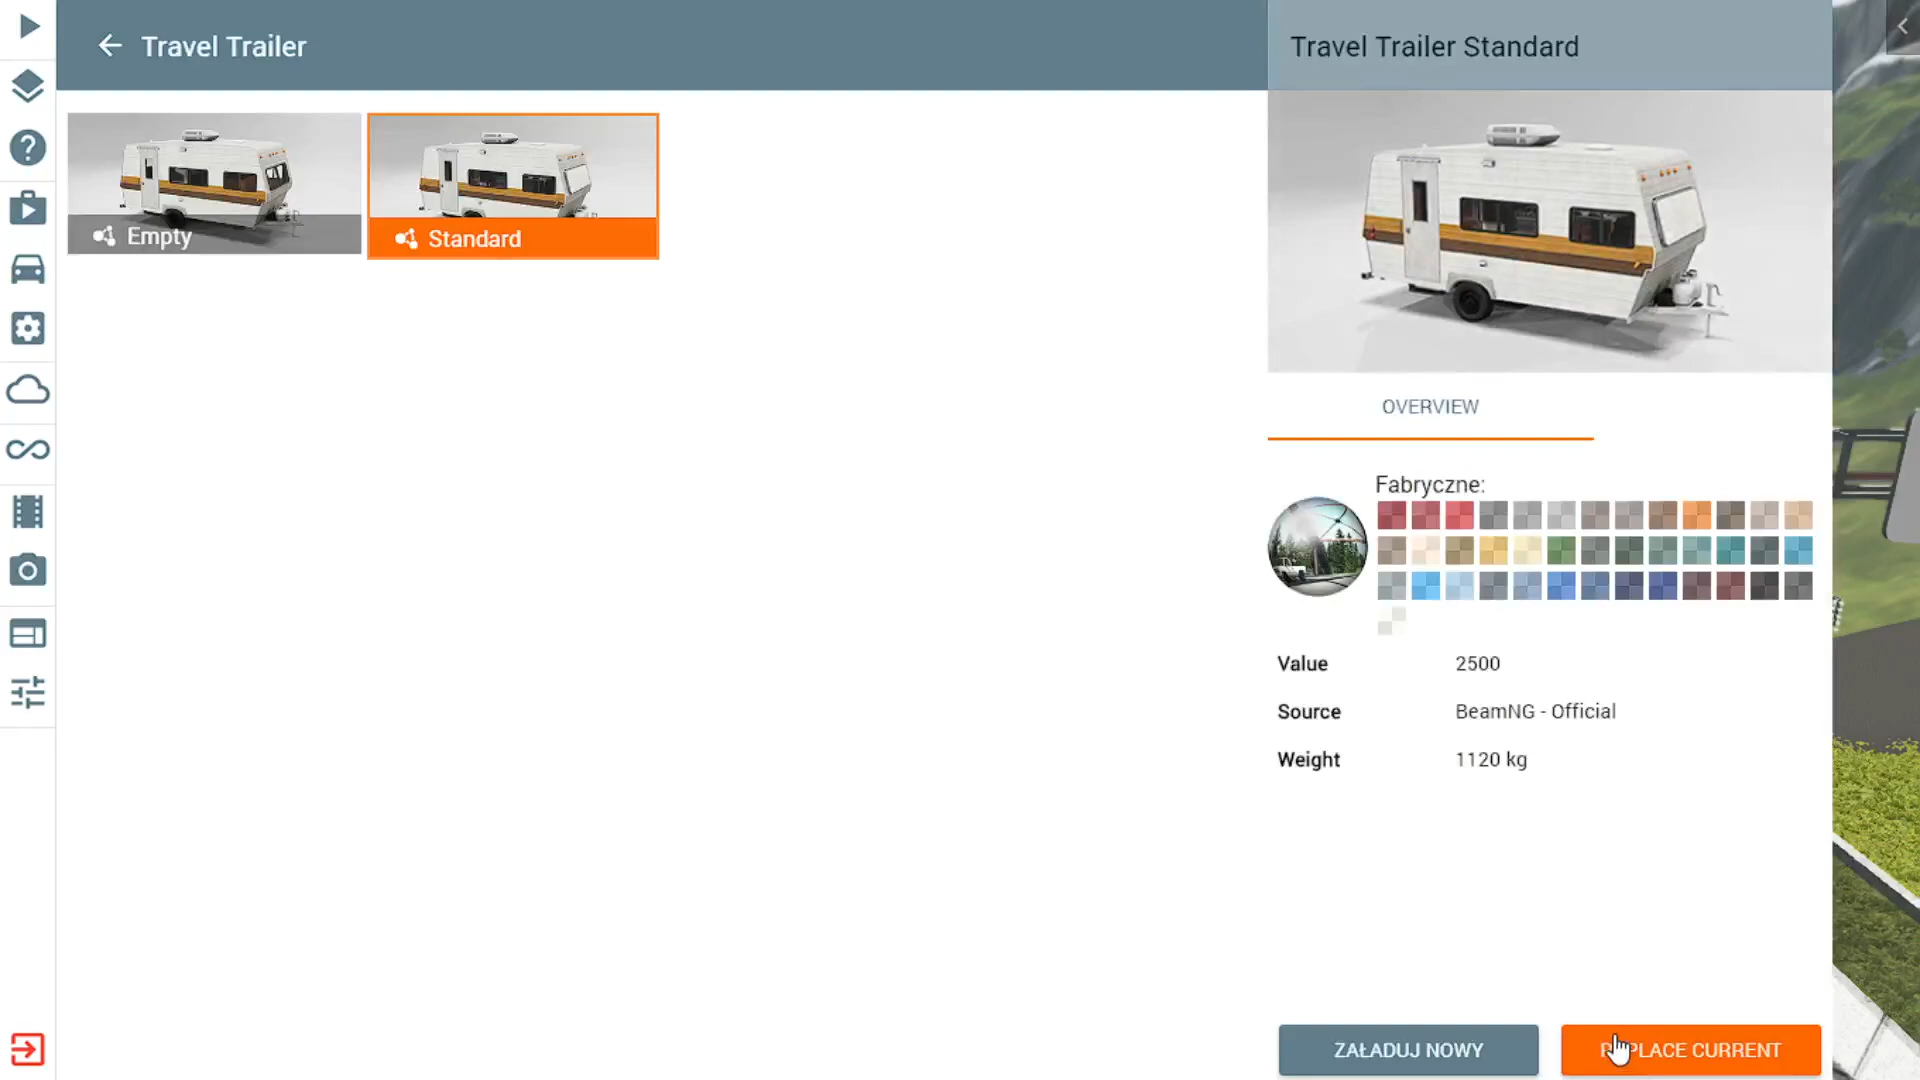 Travel Trailer
Travel Trailer Standard
Empty
Standard
OVERVIEW
Fabryczne:
Value 2500
Source BeamNG - Official
Weight 1120 kg
ZAŁADUJ NOWY
REPLACE CURRENT